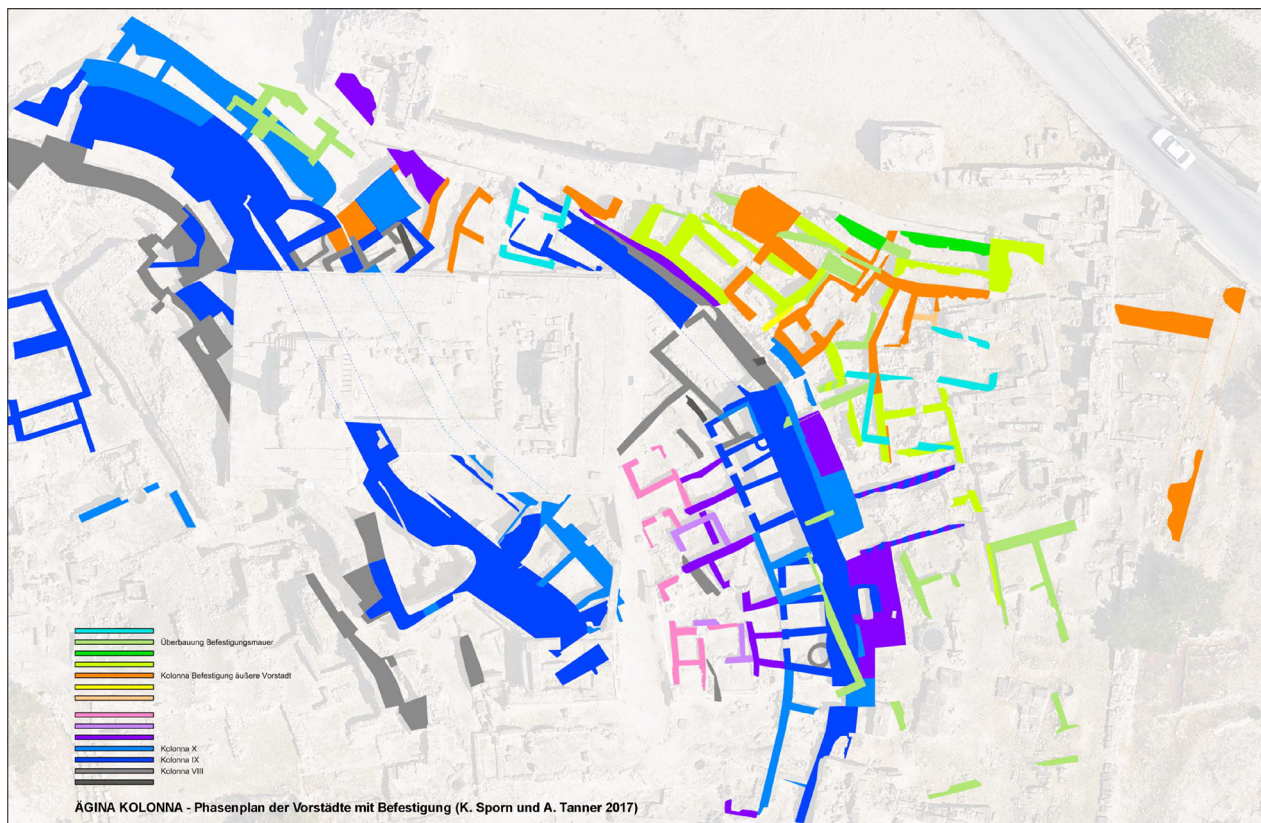 Überbauung Befestigungsmauer
Kolonna Befestigung äußere Vorstadt
Kolonna X
Kolonna IX
Kolonna VIII
ÄGINA KOLONNA - Phasenplan der Vorstädte mit Befestigung (K. Sporn und A. Tanner 2017)